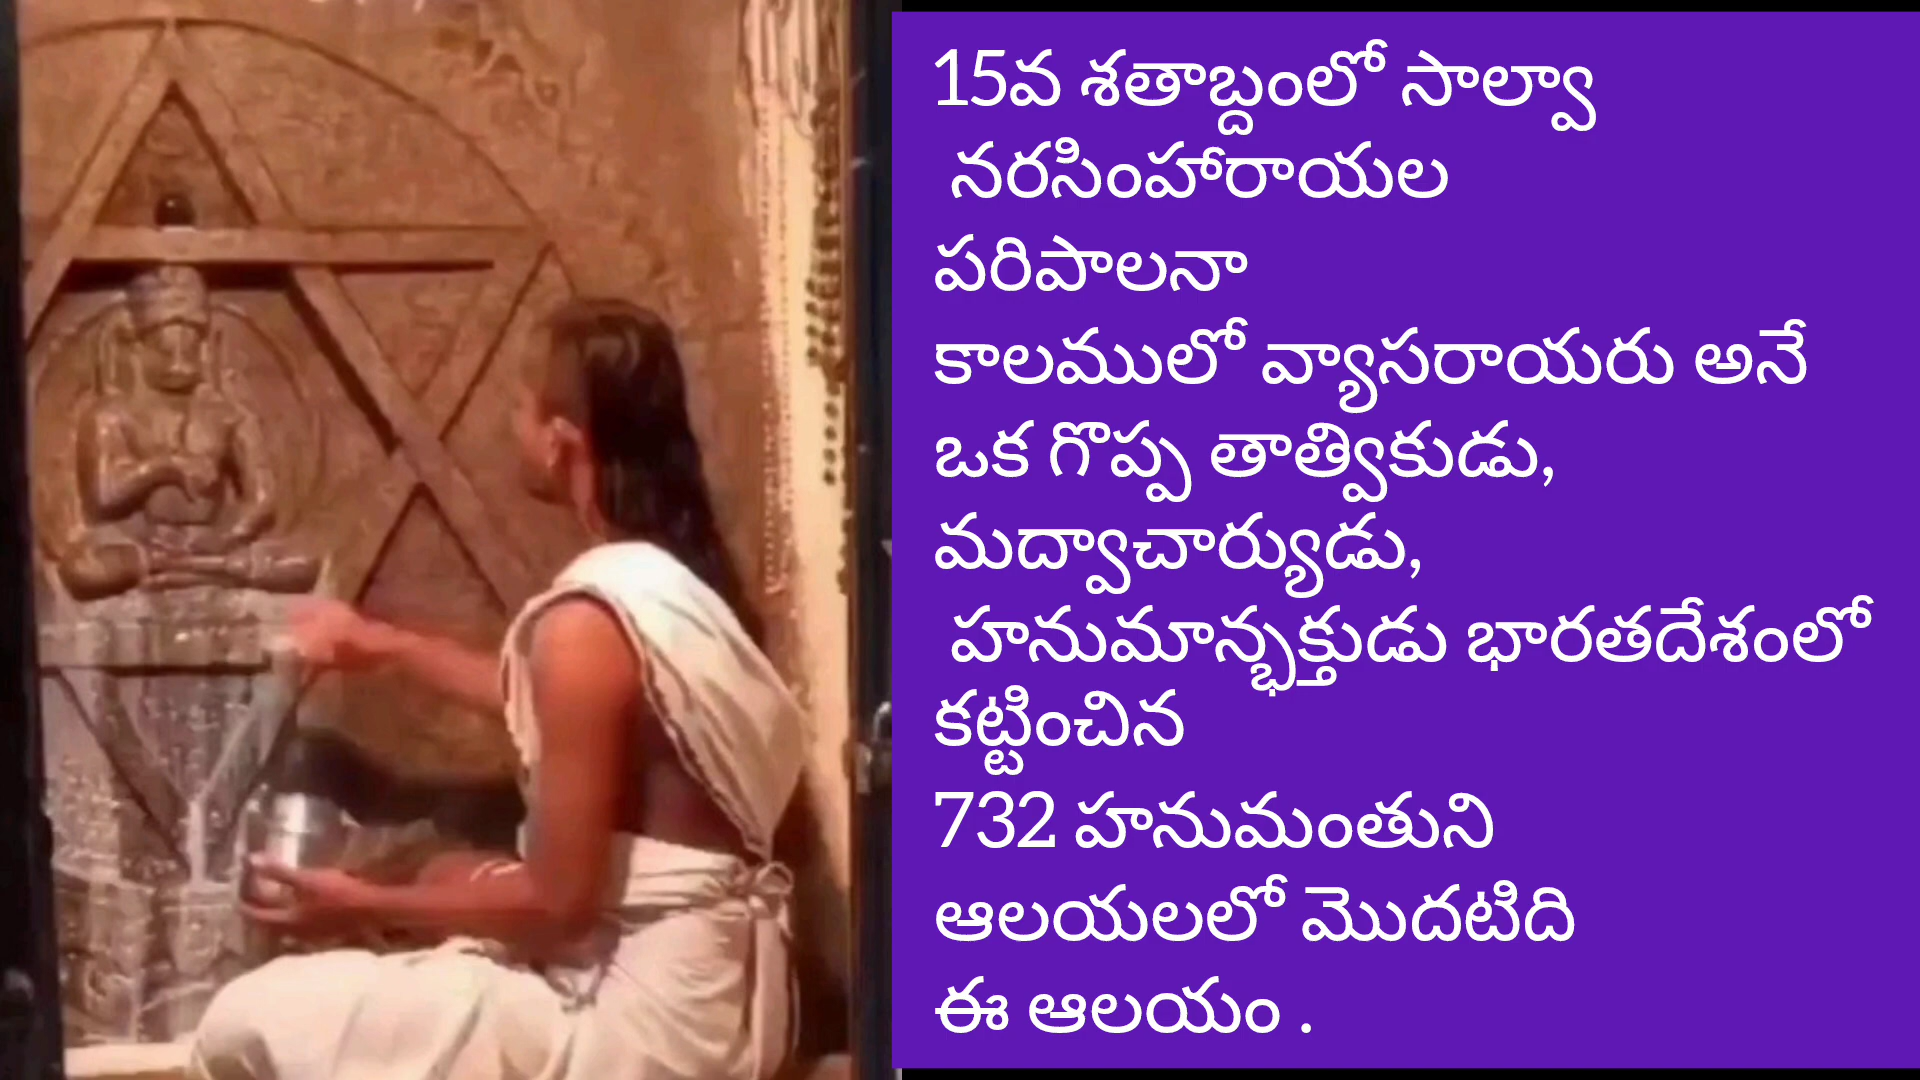 15వ శతాబ్దంలో సాల్వా
నరసింహారాయల
పరిపాలనా
కాలములో వ్యాసరాయరు అనే
ఒక గొప్ప తాత్వికుడు,
మద్వాచార్యుడు,
హనుమాన్భక్తుడు భారతదేశంలో
కట్టించిన
732 హనుమంతుని
ఆలయలలో మొదటిది
ఈ ఆలయం .